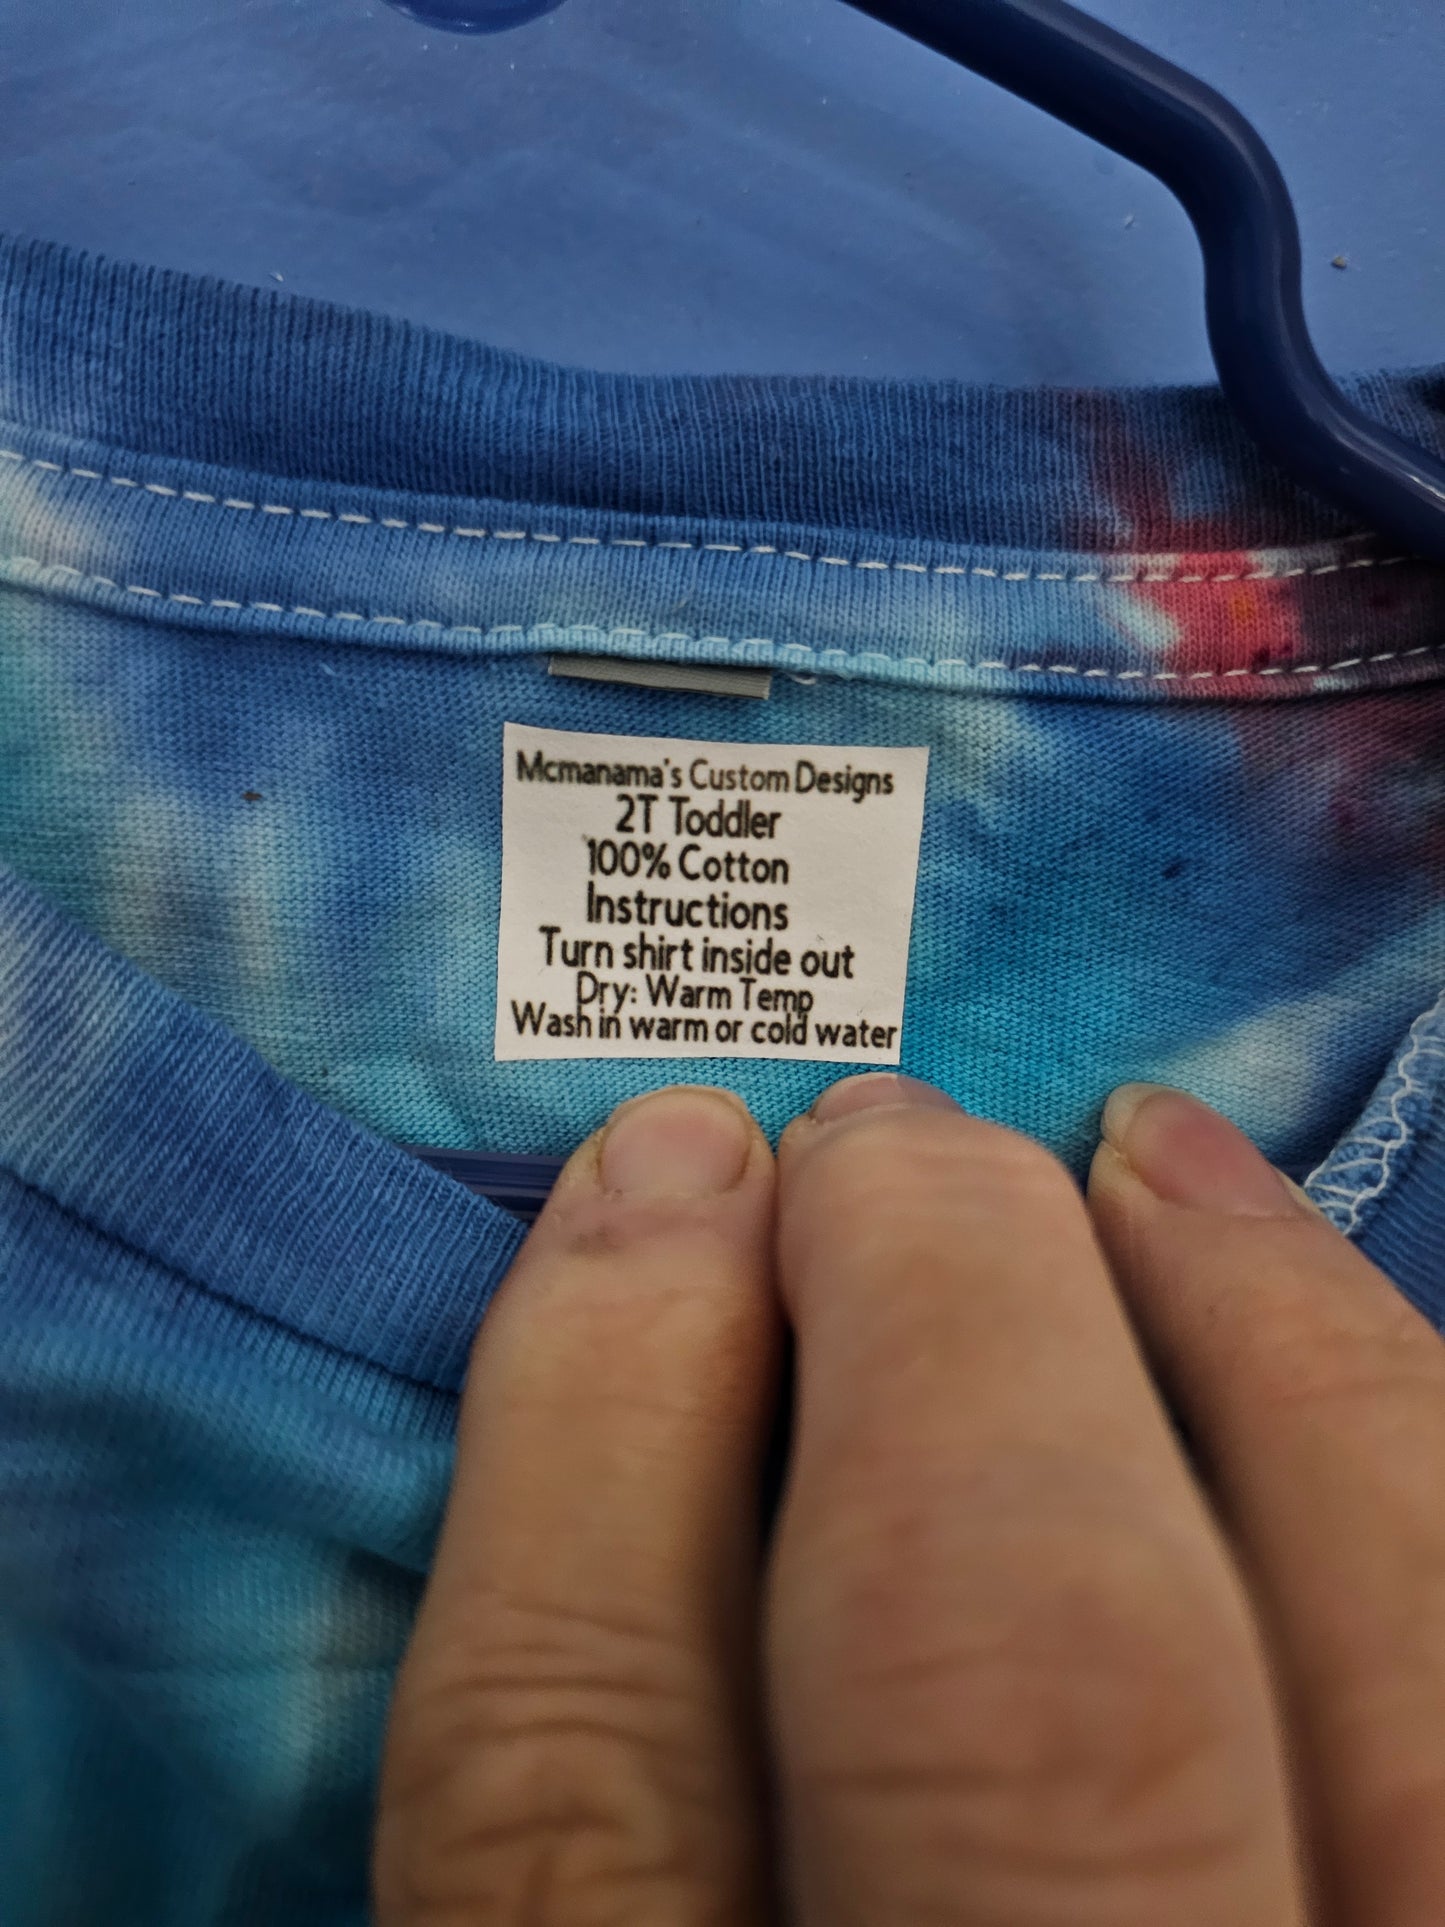 Mcmanama's Custom Designs
2T Toddler
100% Cotton
Instructions
Turn shirt inside out
Dry: Warm Temp
Wash in warm or cold water